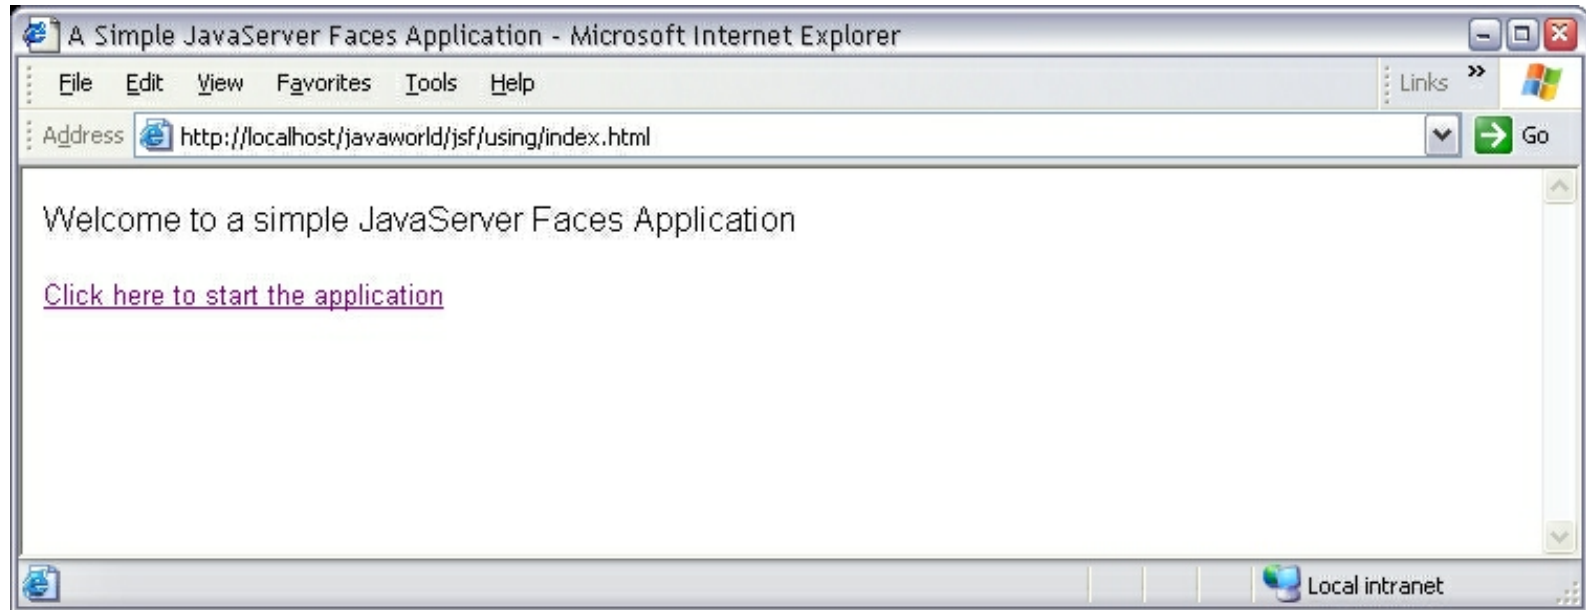 A Simple JavaServer Faces Application - Microsoft Internet Explorer
File Edit View Favorites Tools Help Links »
Address http://localhost/javaworld/jsf/using/index.html Go
Welcome to a simple JavaServer Faces Application
Click here to start the application
Local intranet